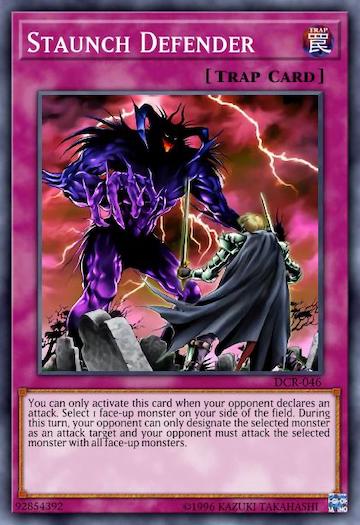 Staunch Defender
TRAP
罠
[Trap Card]
DCR-046
You can only activate this card when your opponent declares an
attack. Select 1 face-up monster on your side of the field. During
this turn, your opponent can only designate the selected monster
as an attack target and your opponent must attack the selected
monster with all face-up monsters.
92854392
©1996 KAZUKI TAKAHASHI